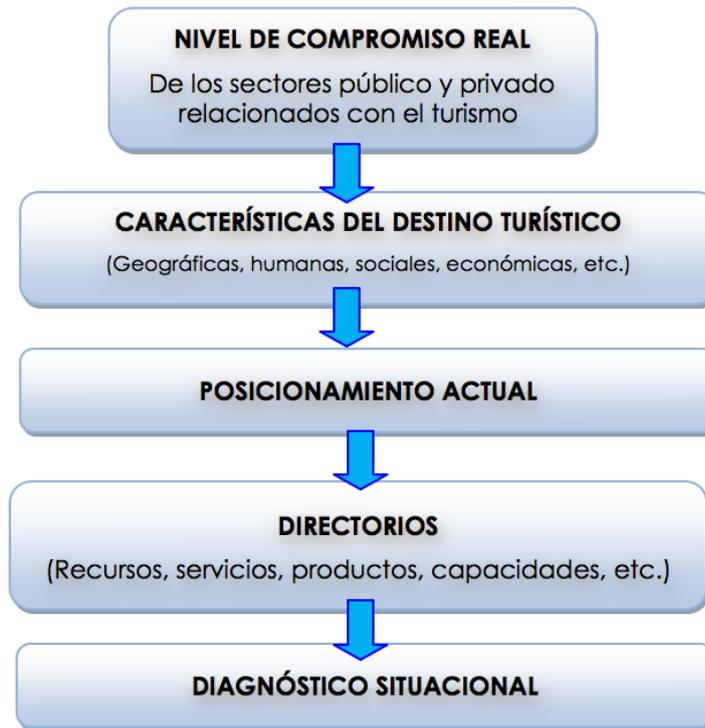 NIVEL DE COMPROMISO REAL
De los sectores público y privado
relacionados con el turismo
CARACTERÍSTICAS DEL DESTINO TURÍSTICO
(Geográficas, humanas, sociales, económicas, etc.)
POSICIONAMIENTO ACTUAL
DIRECTORIOS
(Recursos, servicios, productos, capacidades, etc.)
DIAGNÓSTICO SITUACIONAL